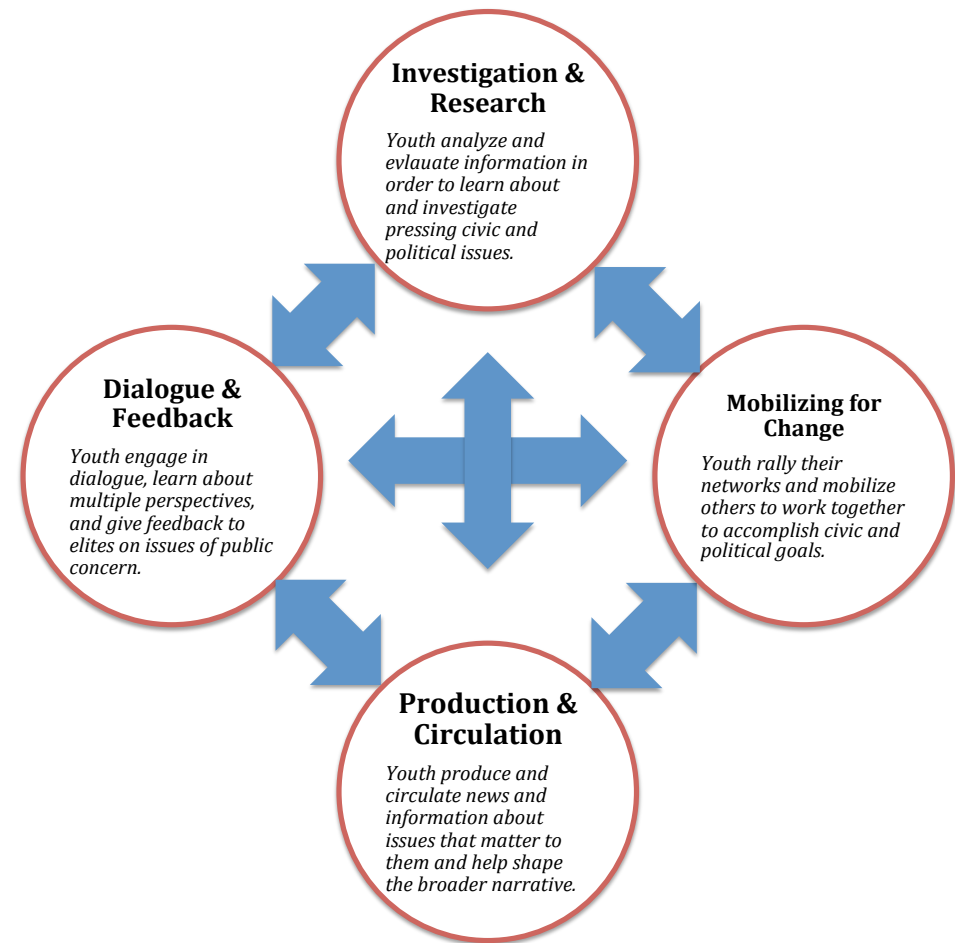 Investigation &
Research
Youth analyze and
evlauate information in
order to learn about
and investigate
pressing civic and
political issues.
Dialogue &
Feedback
Youth engage in
dialogue, learn about
multiple perspectives,
and give feedback to
elites on issues of public
concern.
Mobilizing for
Change
Youth rally their
networks and mobilize
others to work together
to accomplish civic and
political goals.
Production &
Circulation
Youth produce and
circulate news and
information about
issues that matter to
them and help shape
the broader narrative.